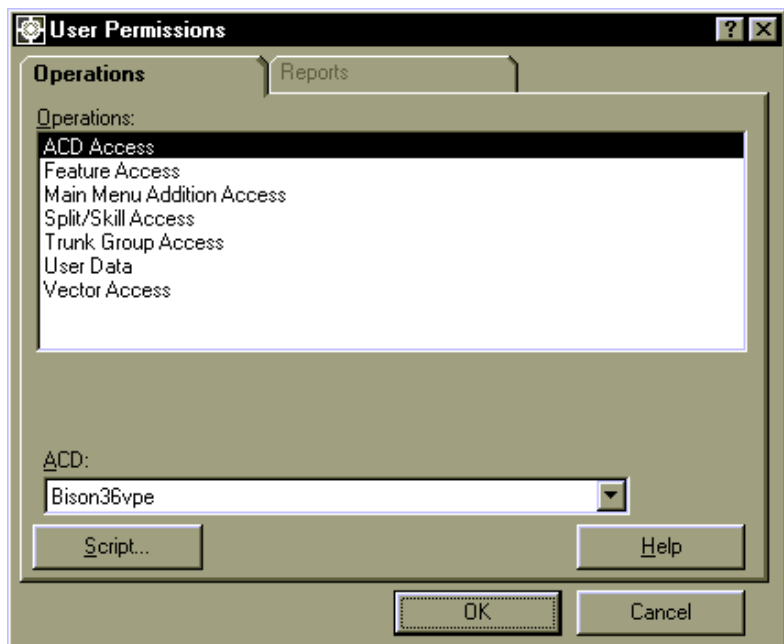 User Permissions
Operations
Reports
Operations:
ACD Access
Feature Access
Main Menu Addition Access
Split/Skill Access
Trunk Group Access
User Data
Vector Access
ACD:
Bison36vpe
Script...
Help
OK
Cancel